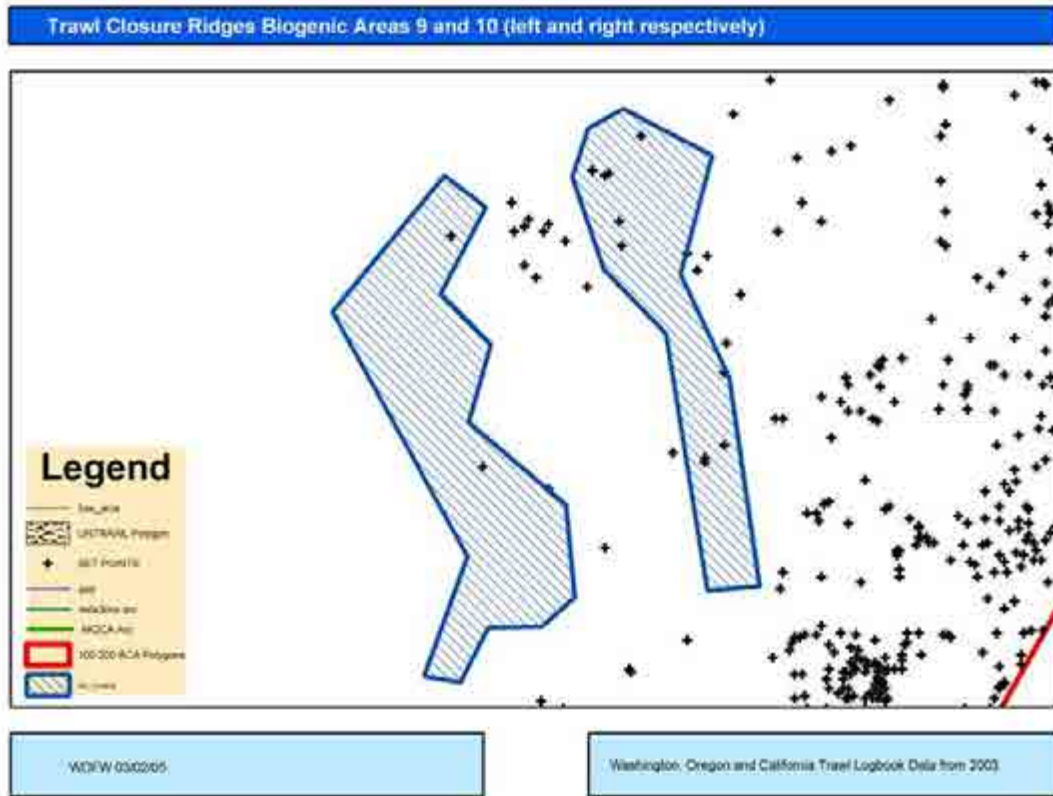 Trawl Closure Ridges Biogenic Areas 9 and 10 (left and right respectively)
Legend
Polygon
SET POINTS
100-200 RCA Polygons
WDFW 03/02/05
Washington, Oregon and California Trawl Logbook Data from 2003